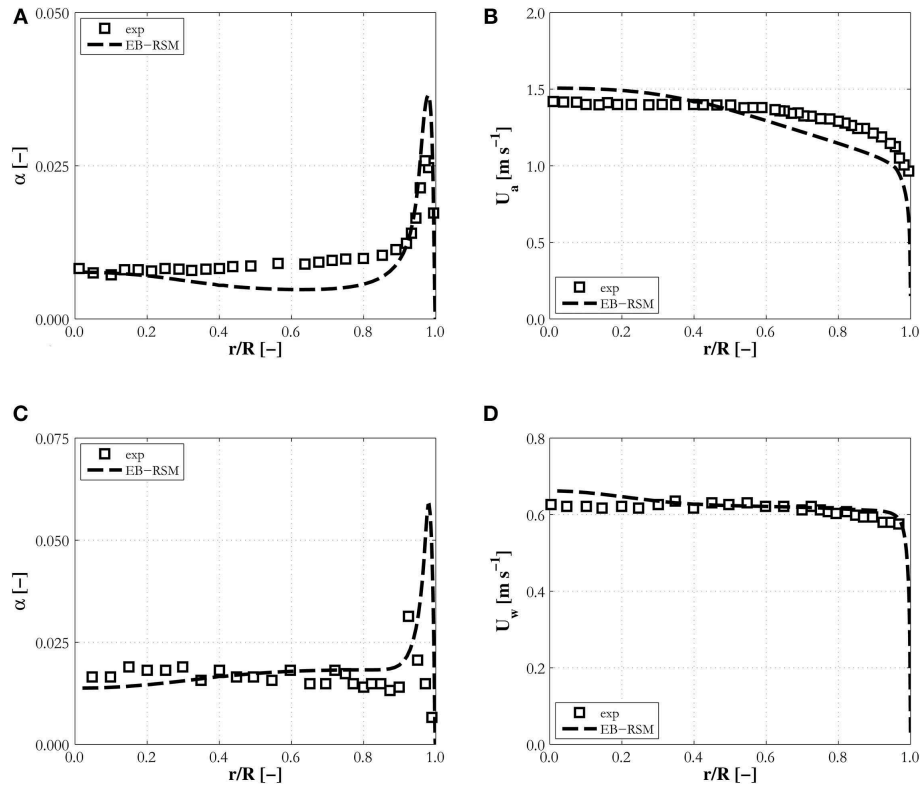 A
0.050
0.025
0.000
α [−]
exp
EB−RSM
0.0 0.2 0.4 0.6 0.8 1.0
r/R [−]
B
2.0
1.5
1.0
0.5
0.0
U_a [m s⁻¹]
exp
EB−RSM
0.0 0.2 0.4 0.6 0.8 1.0
r/R [−]
C
0.075
0.050
0.025
0.000
α [−]
exp
EB−RSM
0.0 0.2 0.4 0.6 0.8 1.0
r/R [−]
D
0.8
0.6
0.4
0.2
0.0
U_w [m s⁻¹]
exp
EB−RSM
0.0 0.2 0.4 0.6 0.8 1.0
r/R [−]